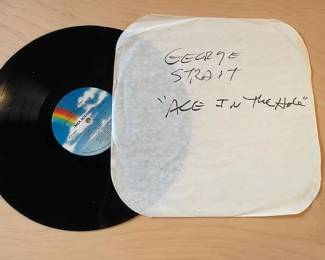 GEORGE
STRAIT
"ACE IN THE HOLE"